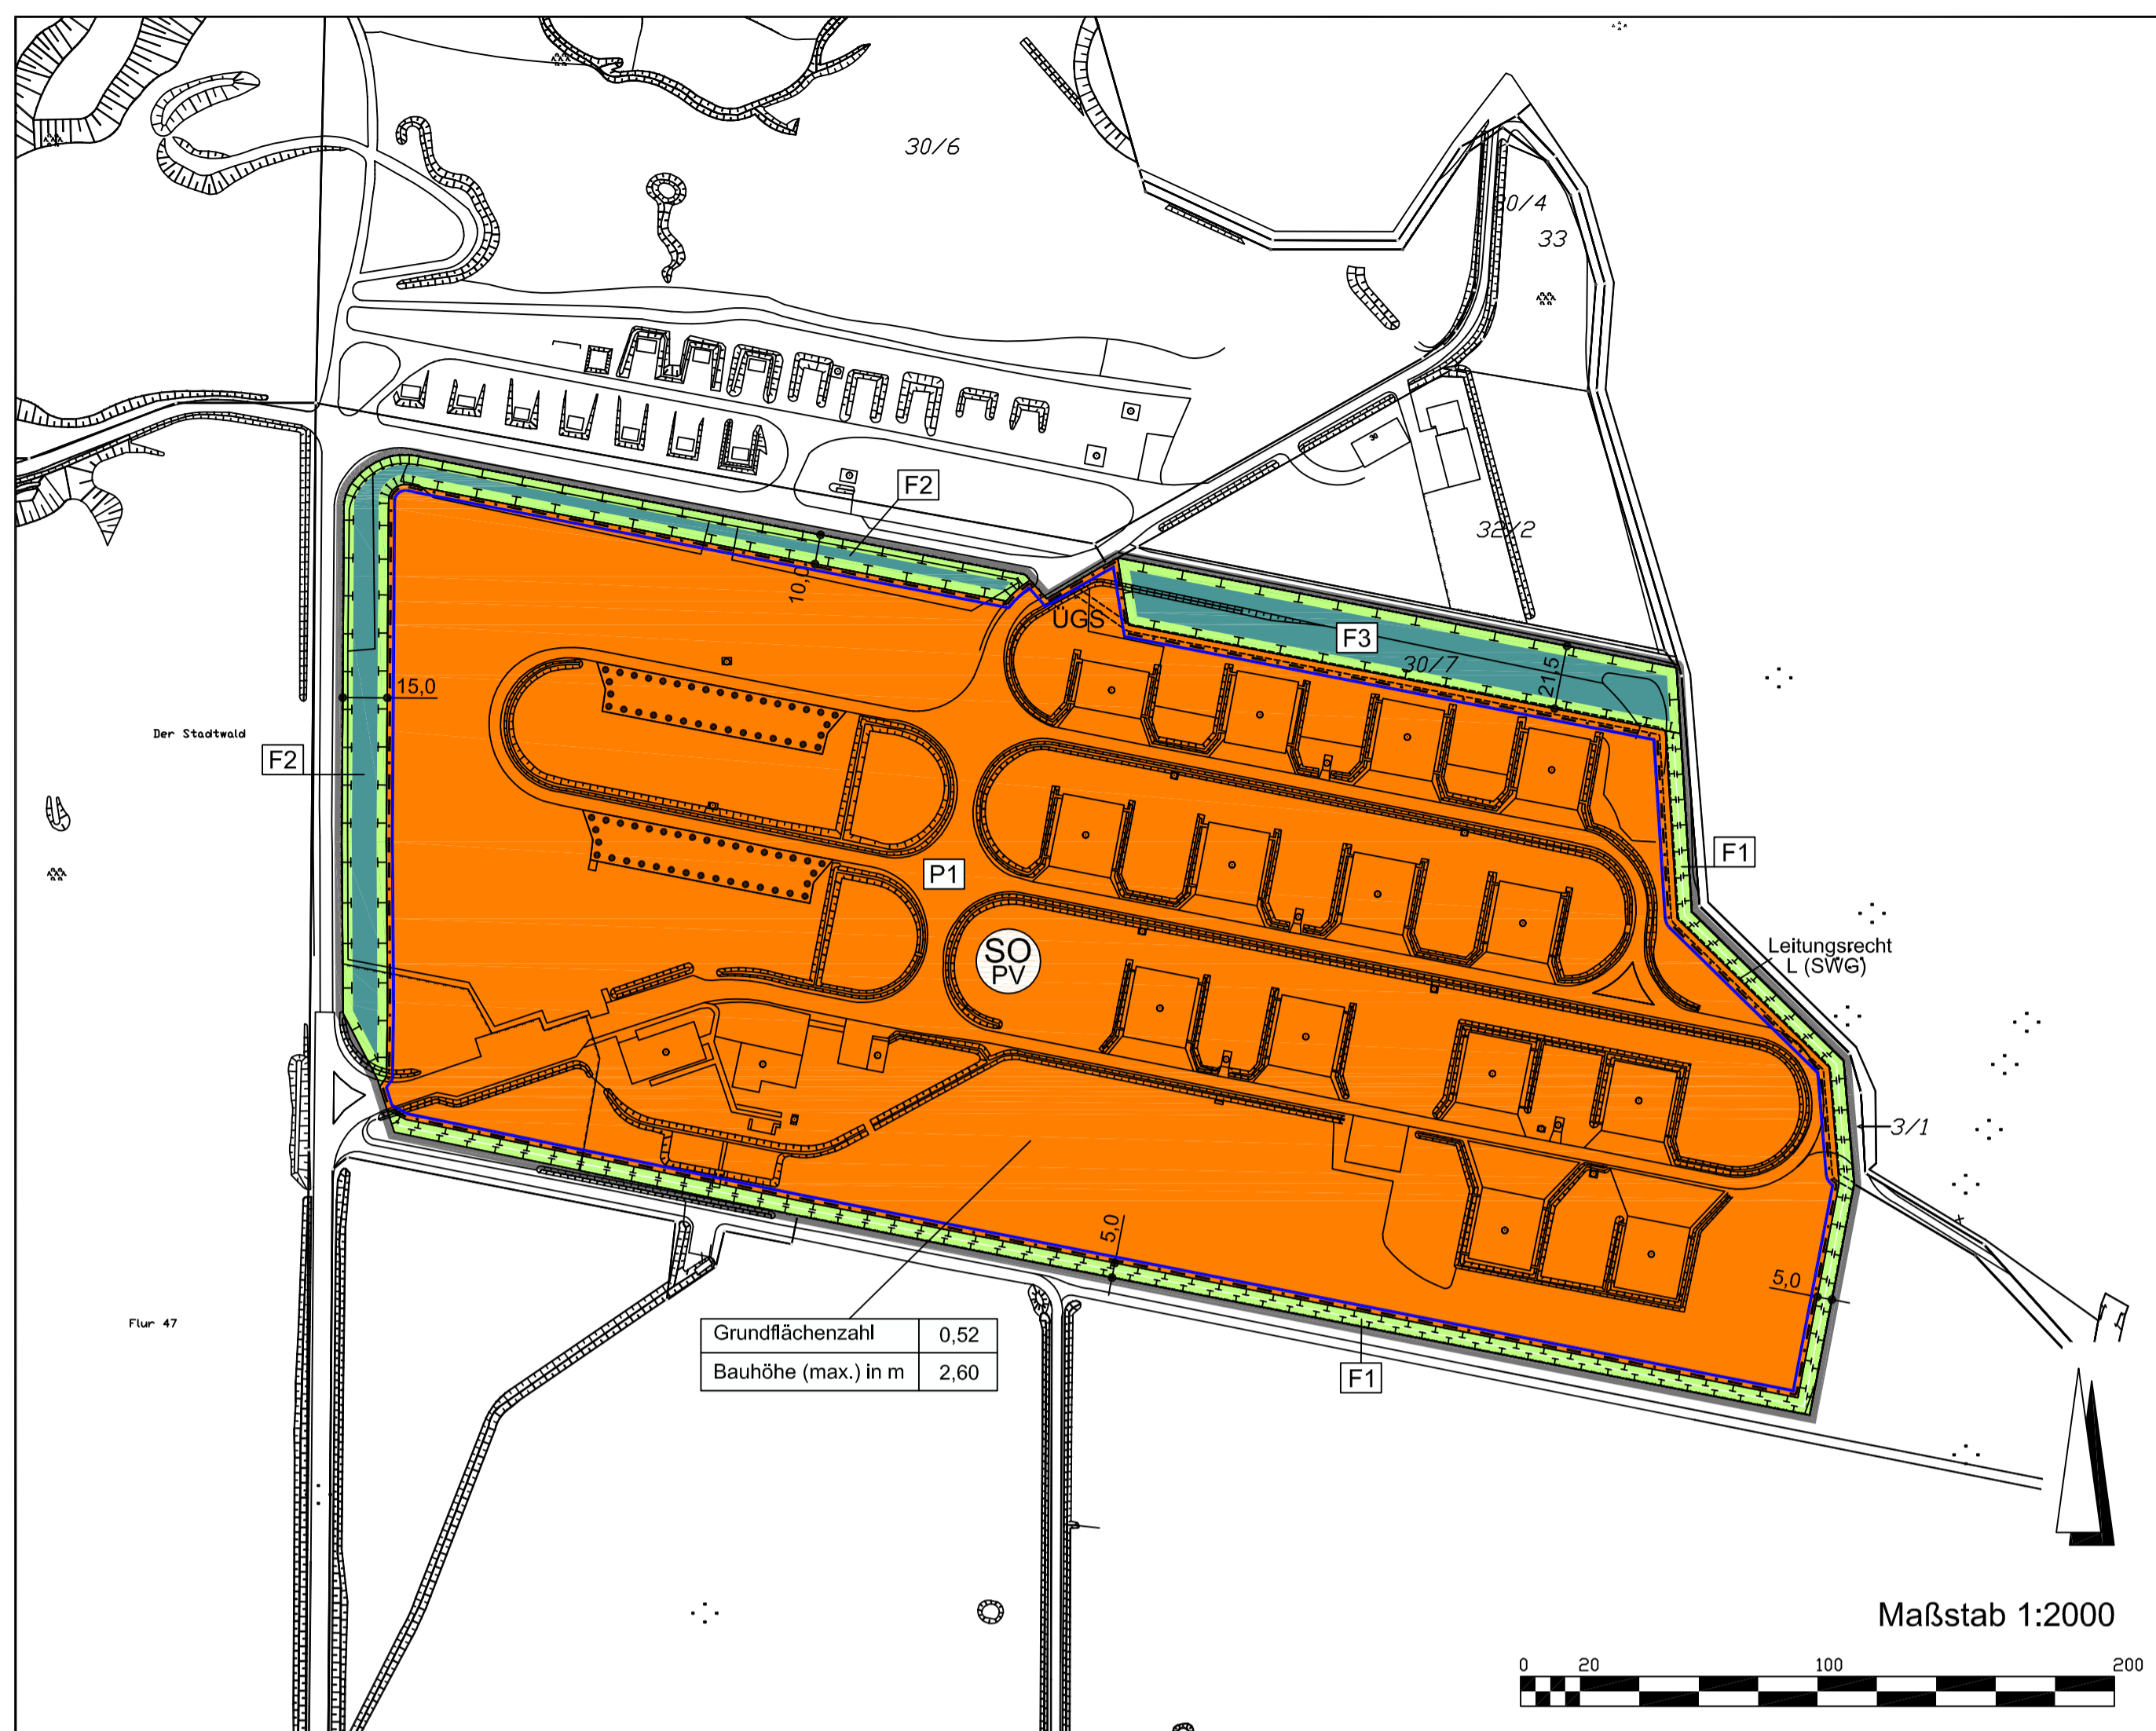 30/6
33
32/2
F2
10,
ÜGS
F3
30/7
21,5
15,0
Der Stadtwald
F2
F1
P1
SO
PV
Leitungsrecht
L (SWG)
3/1
5,0
5,0
Flur 47
Grundflächenzahl 0,52
Bauhöhe (max.) in m 2,60
F1
Maßstab 1:2000
0 20 100 200